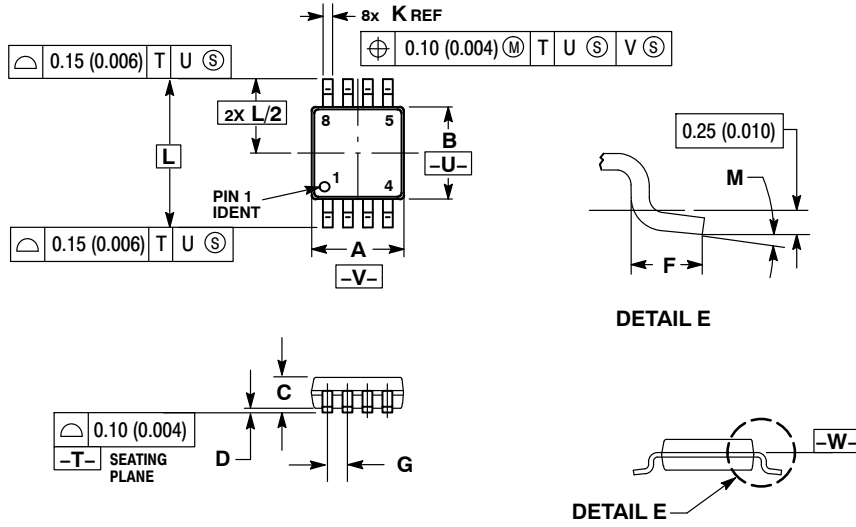 8x K REF
⌖ 0.10 (0.004) Ⓜ T U Ⓢ V Ⓢ
⌓ 0.15 (0.006) T U Ⓢ
2X L/2
8 5
B
-U-
L
1 4
PIN 1
IDENT
⌓ 0.15 (0.006) T U Ⓢ
A
-V-
0.25 (0.010)
M
F
DETAIL E
C
⌓ 0.10 (0.004)
-T- SEATING
PLANE
D
G
-W-
DETAIL E